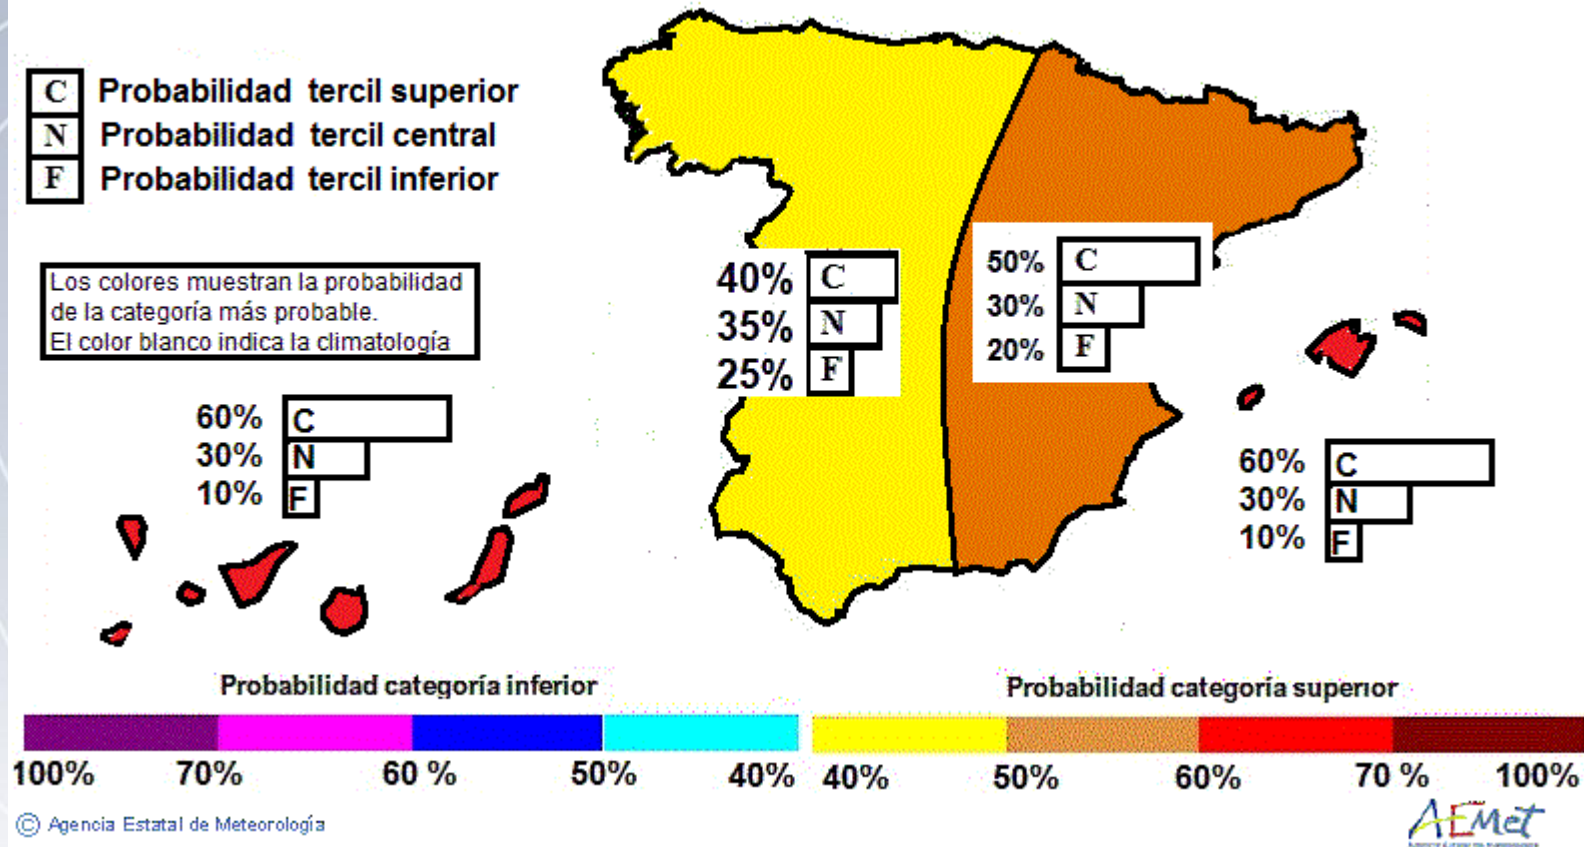 C Probabilidad tercil superior
N Probabilidad tercil central
F Probabilidad tercil inferior
Los colores muestran la probabilidad
de la categoría más probable.
El color blanco indica la climatología
40% C
35% N
25% F
50% C
30% N
20% F
60% C
30% N
10% F
60% C
30% N
10% F
Probabilidad categoría inferior
Probabilidad categoría superior
100% 70% 60 % 50% 40% 40% 50% 60% 70 % 100%
© Agencia Estatal de Meteorología
AEMet